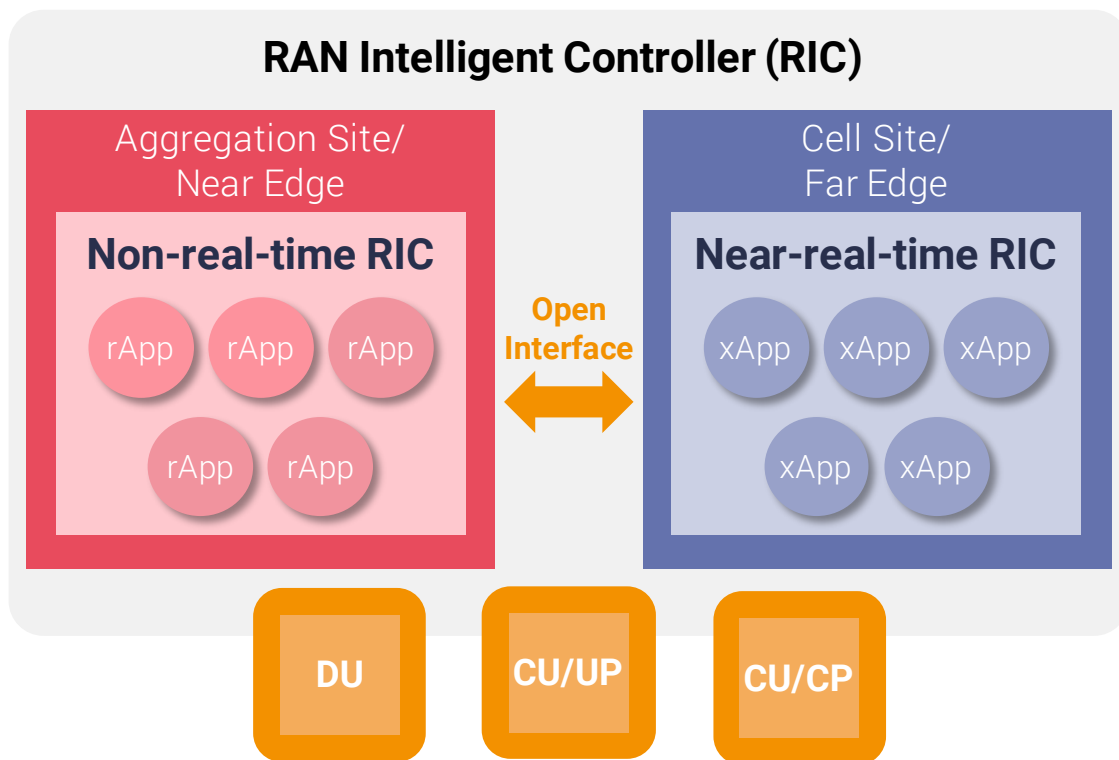 RAN Intelligent Controller (RIC)
Aggregation Site/
Near Edge
Non-real-time RIC
rApp rApp rApp
rApp rApp
Open
Interface
Cell Site/
Far Edge
Near-real-time RIC
xApp xApp xApp
xApp xApp
DU
CU/UP
CU/CP